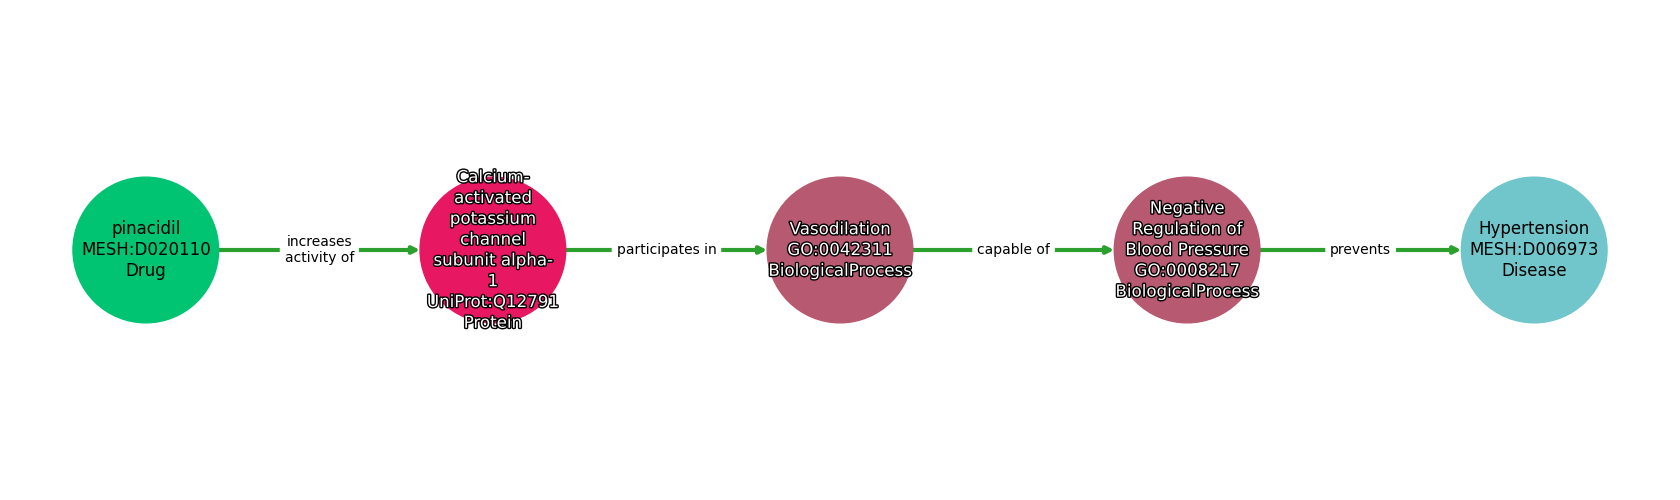 pinacidil
MESH:D020110
Drug
increases
activity of
Calcium-
activated
potassium
channel
subunit alpha-
1
UniProt:Q12791
Protein
participates in
Vasodilation
GO:0042311
BiologicalProcess
capable of
Negative
Regulation of
Blood Pressure
GO:0008217
BiologicalProcess
prevents
Hypertension
MESH:D006973
Disease